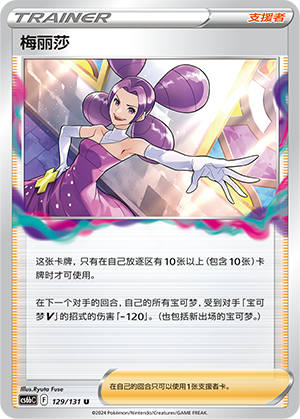 TRAINER 支援者
梅丽莎
这张卡牌，只有在自己放逐区有10张以上（包含10张）卡
牌时才可使用。
在下一个对手的回合，自己的所有宝可梦，受到对手「宝可
梦V」的招式的伤害「-120」。（也包括新出场的宝可梦。）
Illus.Ryuta Fuse
CS6bC F 129/131 U
在自己的回合只可以使用1张支援者卡。
©2024 Pokémon/Nintendo/Creatures/GAME FREAK.